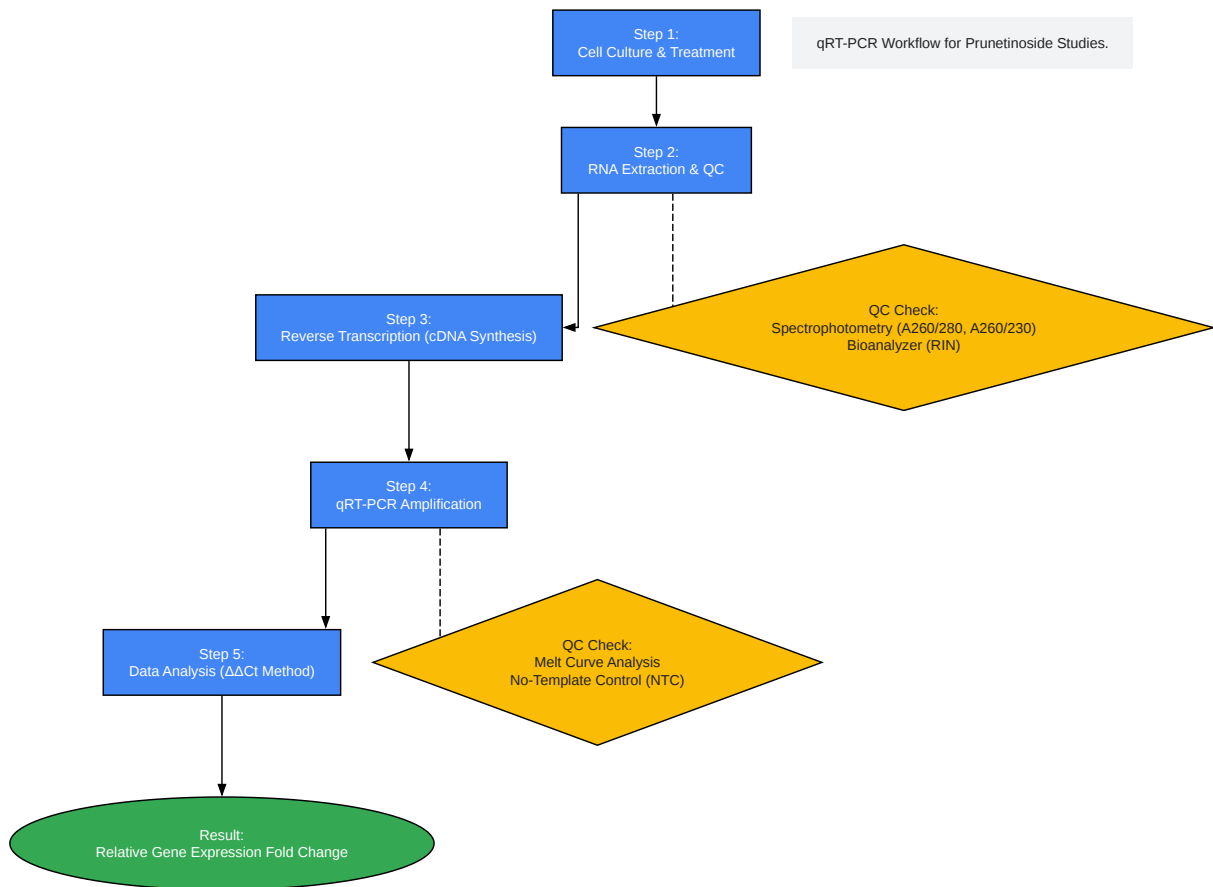 Step 1:
Cell Culture & Treatment
qRT-PCR Workflow for Prunetinoside Studies.
Step 2:
RNA Extraction & QC
QC Check:
Spectrophotometry (A260/280, A260/230)
Bioanalyzer (RIN)
Step 3:
Reverse Transcription (cDNA Synthesis)
Step 4:
qRT-PCR Amplification
QC Check:
Melt Curve Analysis
No-Template Control (NTC)
Step 5:
Data Analysis (ΔΔCt Method)
Result:
Relative Gene Expression Fold Change